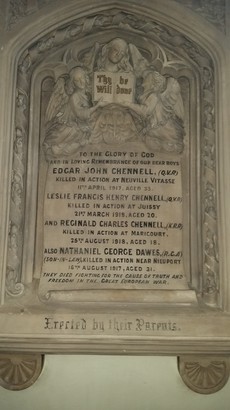 Thy Will be done
TO THE GLORY OF GOD
AND IN LOVING REMEMBRANCE OF OUR DEAR BOYS
EDGAR JOHN CHENNELL, (Q.V.R.)
KILLED IN ACTION AT NEUVILLE VITASSE
11TH APRIL 1917, AGED 23.
LESLIE FRANCIS HENRY CHENNELL, (Q.V.R.)
KILLED IN ACTION AT JUSSY
21ST MARCH 1918, AGED 20.
AND REGINALD CHARLES CHENNELL,
KILLED IN ACTION AT MARICOURT,
28TH AUGUST 1918, AGED 18.
ALSO NATHANIEL GEORGE DAWES,
(SON-IN-LAW), KILLED IN ACTION NEAR NIEUPORT
16TH AUGUST 1917, AGED 31.
THEY DIED FIGHTING FOR THE CAUSE OF TRUTH AND
FREEDOM IN THE GREAT EUROPEAN WAR.
Erected by their Parents.